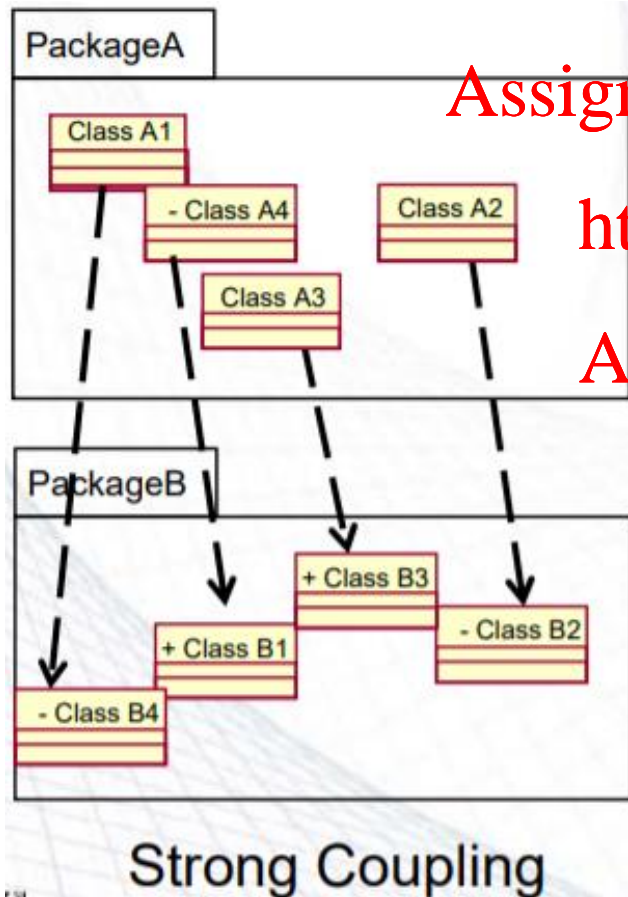 PackageA
Assign
Class A1
- Class A4
Class A2
ht
Class A3
A
PackageB
+ Class B3
- Class B2
+ Class B1
- Class B4
Strong Coupling